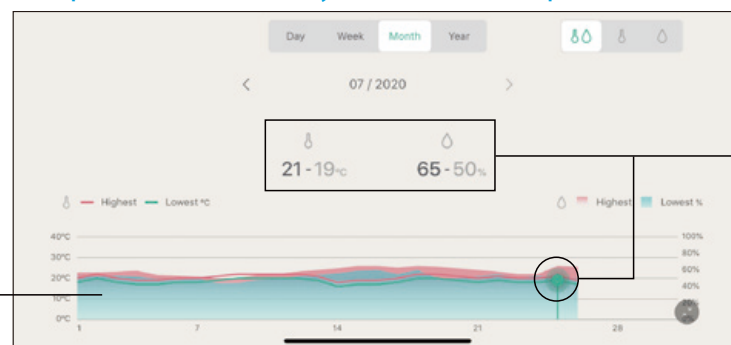 Day Week Month Year
< 07 / 2020 >
21 - 19°C 65 - 50%
Highest Lowest °C Highest Lowest %
40°C 100%
30°C 80%
20°C 60%
10°C 40%
0°C
1 7 14 21 28